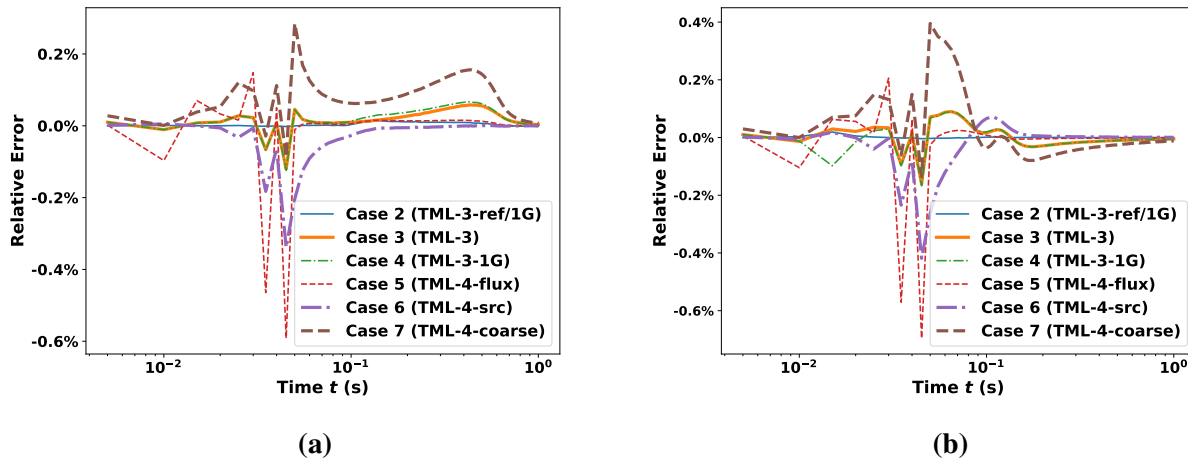 0.2%
0.0%
-0.2%
-0.4%
-0.6%
Relative Error
Case 2 (TML-3-ref/1G)
Case 3 (TML-3)
Case 4 (TML-3-1G)
Case 5 (TML-4-flux)
Case 6 (TML-4-src)
Case 7 (TML-4-coarse)
10⁻² 10⁻¹ 10⁰
Time t (s)
(a)
0.4%
0.2%
0.0%
-0.2%
-0.4%
-0.6%
Relative Error
Case 2 (TML-3-ref/1G)
Case 3 (TML-3)
Case 4 (TML-3-1G)
Case 5 (TML-4-flux)
Case 6 (TML-4-src)
Case 7 (TML-4-coarse)
10⁻² 10⁻¹ 10⁰
Time t (s)
(b)